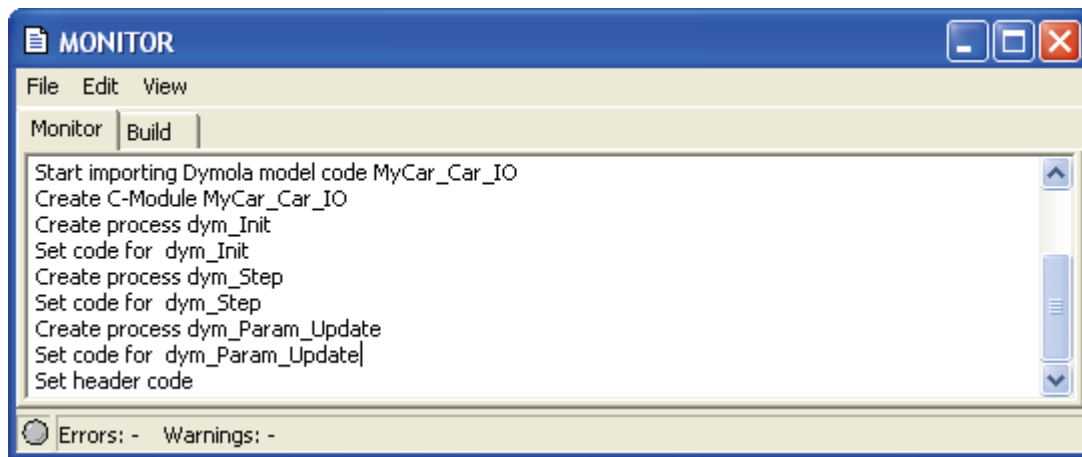 MONITOR
File Edit View
Monitor Build
Start importing Dymola model code MyCar_Car_IO
Create C-Module MyCar_Car_IO
Create process dym_Init
Set code for dym_Init
Create process dym_Step
Set code for dym_Step
Create process dym_Param_Update
Set code for dym_Param_Update
Set header code
Errors: - Warnings: -